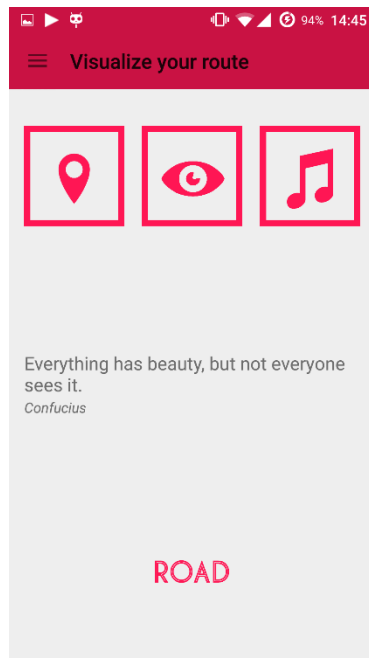 94% 14:45
Visualize your route
Everything has beauty, but not everyone
sees it.
Confucius
ROAD